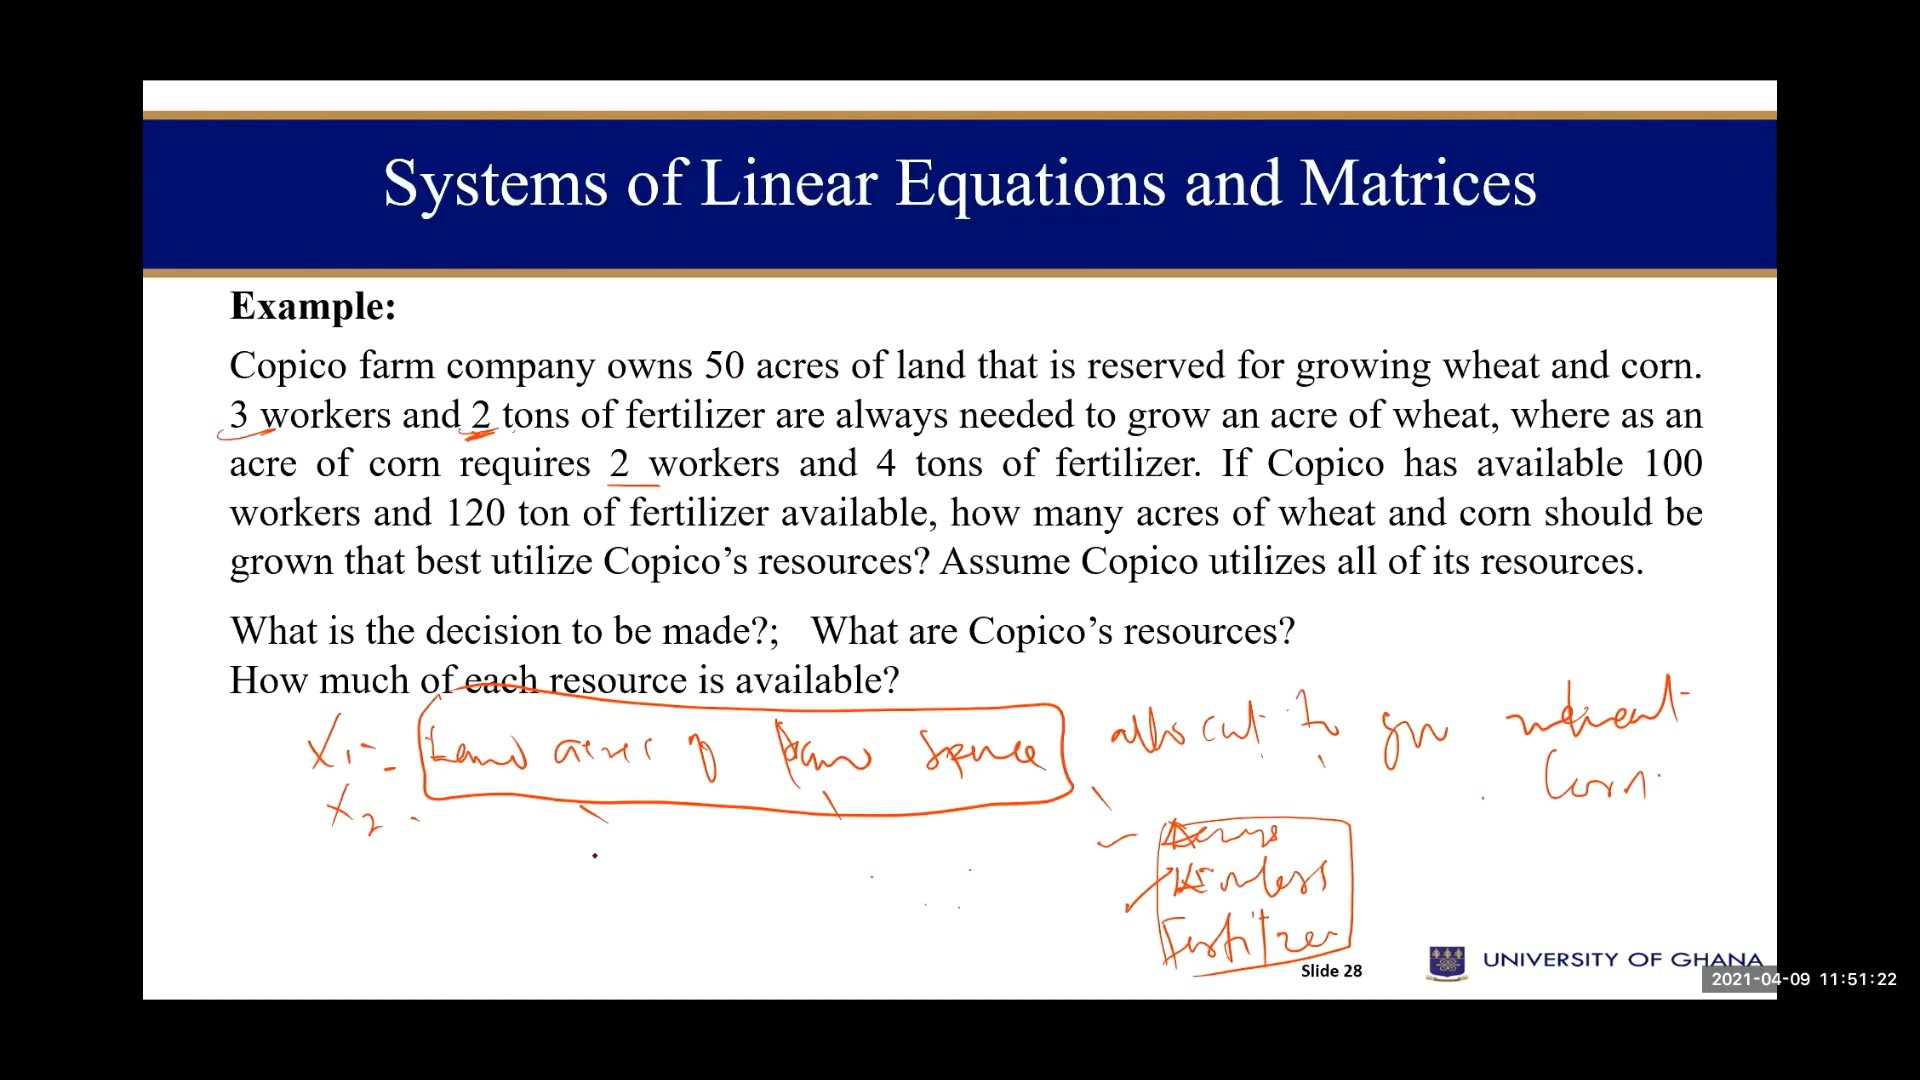 Systems of Linear Equations and Matrices
Example:
Copico farm company owns 50 acres of land that is reserved for growing wheat and corn.
3 workers and 2 tons of fertilizer are always needed to grow an acre of wheat, where as an
acre of corn requires 2 workers and 4 tons of fertilizer. If Copico has available 100
workers and 120 ton of fertilizer available, how many acres of wheat and corn should be
grown that best utilize Copico’s resources? Assume Copico utilizes all of its resources.
What is the decision to be made?; What are Copico’s resources?
How much of each resource is available?
X1 - Land acres of space to
X2 Corn
Fertilizer
Slide 28
UNIVERSITY OF GHANA
2021-04-09 11:51:22